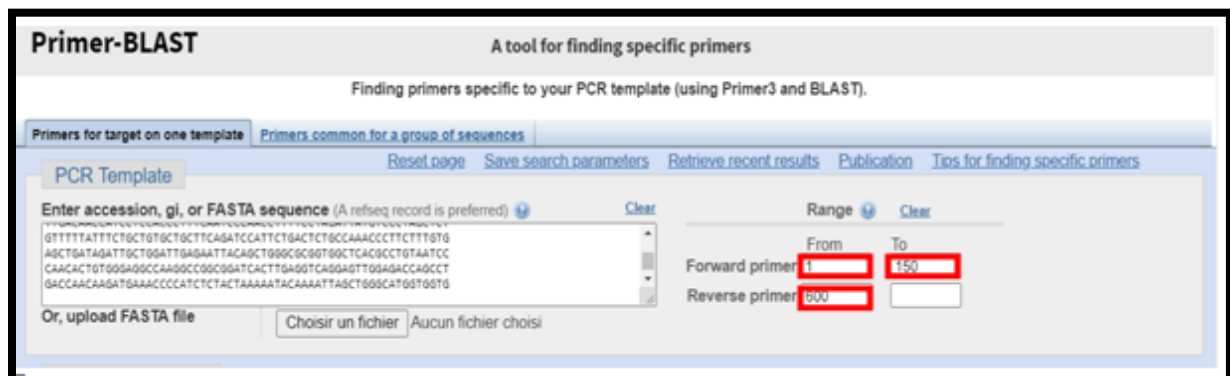 Primer-BLAST A tool for finding specific primers
Finding primers specific to your PCR template (using Primer3 and BLAST).
Primers for target on one template Primers common for a group of sequences
Reset page Save search parameters Retrieve recent results Publication Tips for finding specific primers
PCR Template
Enter accession, gi, or FASTA sequence (A refseq record is preferred) Clear
Range Clear
GTTTTTATTTCTGCTGTGCTGCTTCAGATCCATTCTGACTCTGCCAAACCCTTCTTTGTG
AGCTGATAGATTGCTGGATTGAGAATTACAGCTGGGCGCGGTGGCTCACGCCTGTAATCC
CAACACTGTGGGAGGCCAAGGCCGGCGGATCACTTGAGGTCAGGAGTTGGAGACCAGCCT
GACCAACAAGATGAAACCCCATCTCTACTAAAAATACAAAATTAGCTGGGCATGGTGGTG
From To
Forward primer 1 150
Reverse primer 600
Or, upload FASTA file Choisir un fichier Aucun fichier choisi